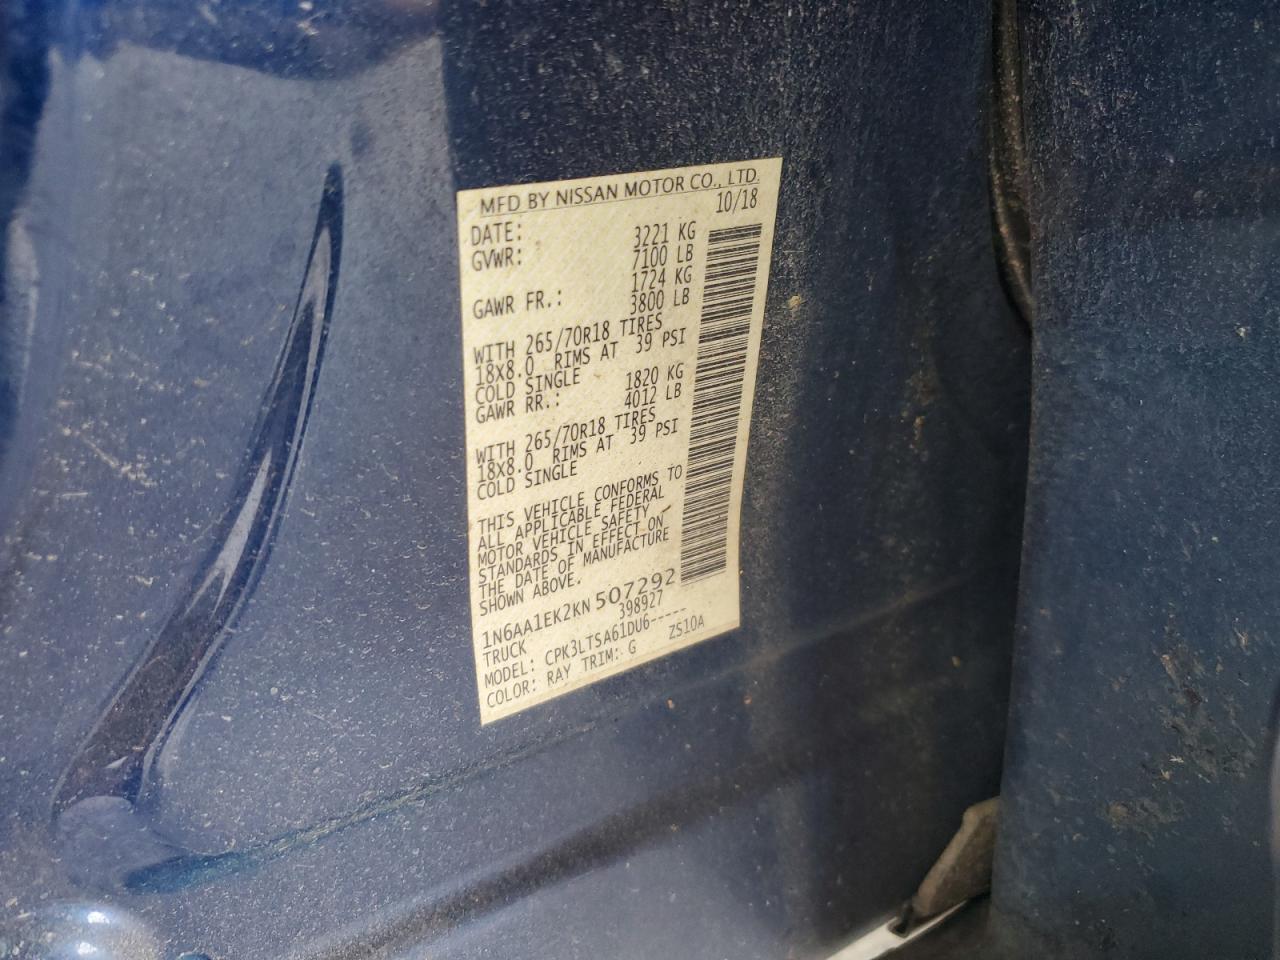 MFD BY NISSAN MOTOR CO., LTD.
DATE: 10/18
GVWR: 3221 KG
7100 LB
GAWR FR.: 1724 KG
3800 LB
WITH 265/70R18 TIRES
18X8.0 RIMS AT 39 PSI
COLD SINGLE
GAWR RR.: 1820 KG
4012 LB
WITH 265/70R18 TIRES
18X8.0 RIMS AT 39 PSI
COLD SINGLE
THIS VEHICLE CONFORMS TO
ALL APPLICABLE FEDERAL
MOTOR VEHICLE SAFETY
STANDARDS IN EFFECT ON
THE DATE OF MANUFACTURE
SHOWN ABOVE.
1N6AA1EK2KN507292
TRUCK 398927
MODEL: CPK3LTSA61DU6-----
COLOR: RAY TRIM: G ZS10A